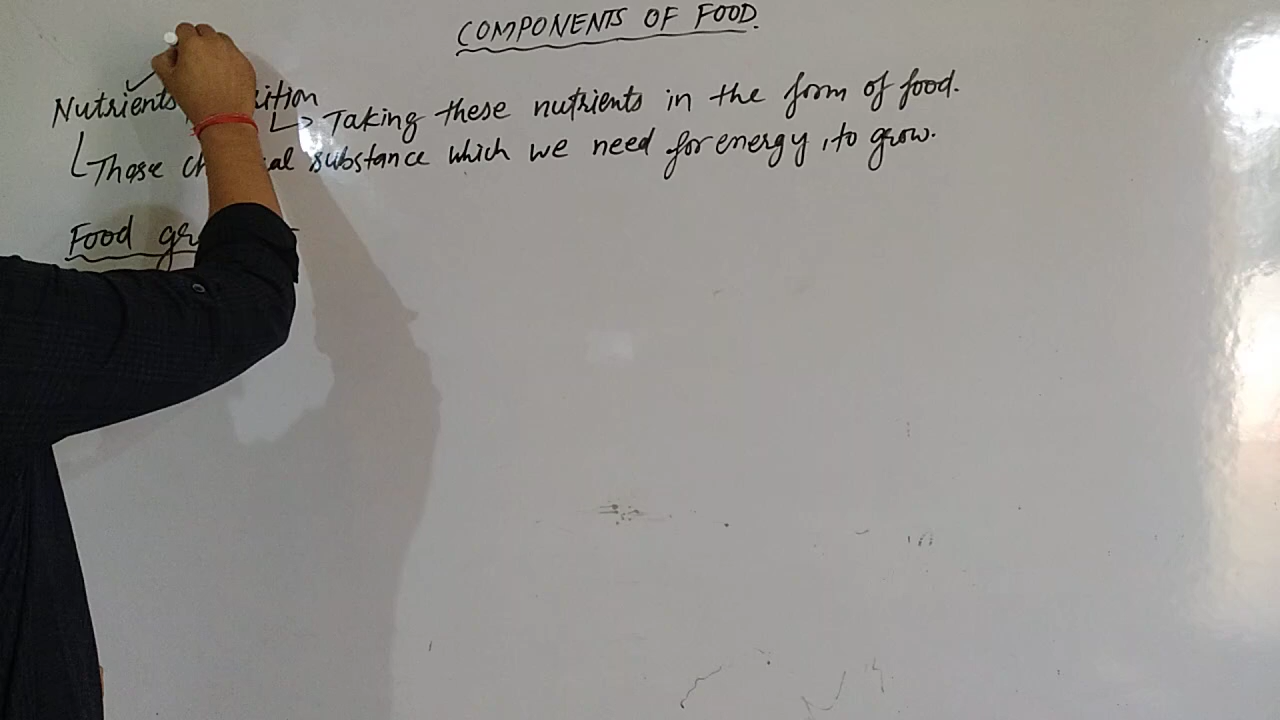 COMPONENTS OF FOOD.
Nutrients ition
Taking these nutrients in the form of food.
Those ch al substance which we need for energy, to grow.
Food gr